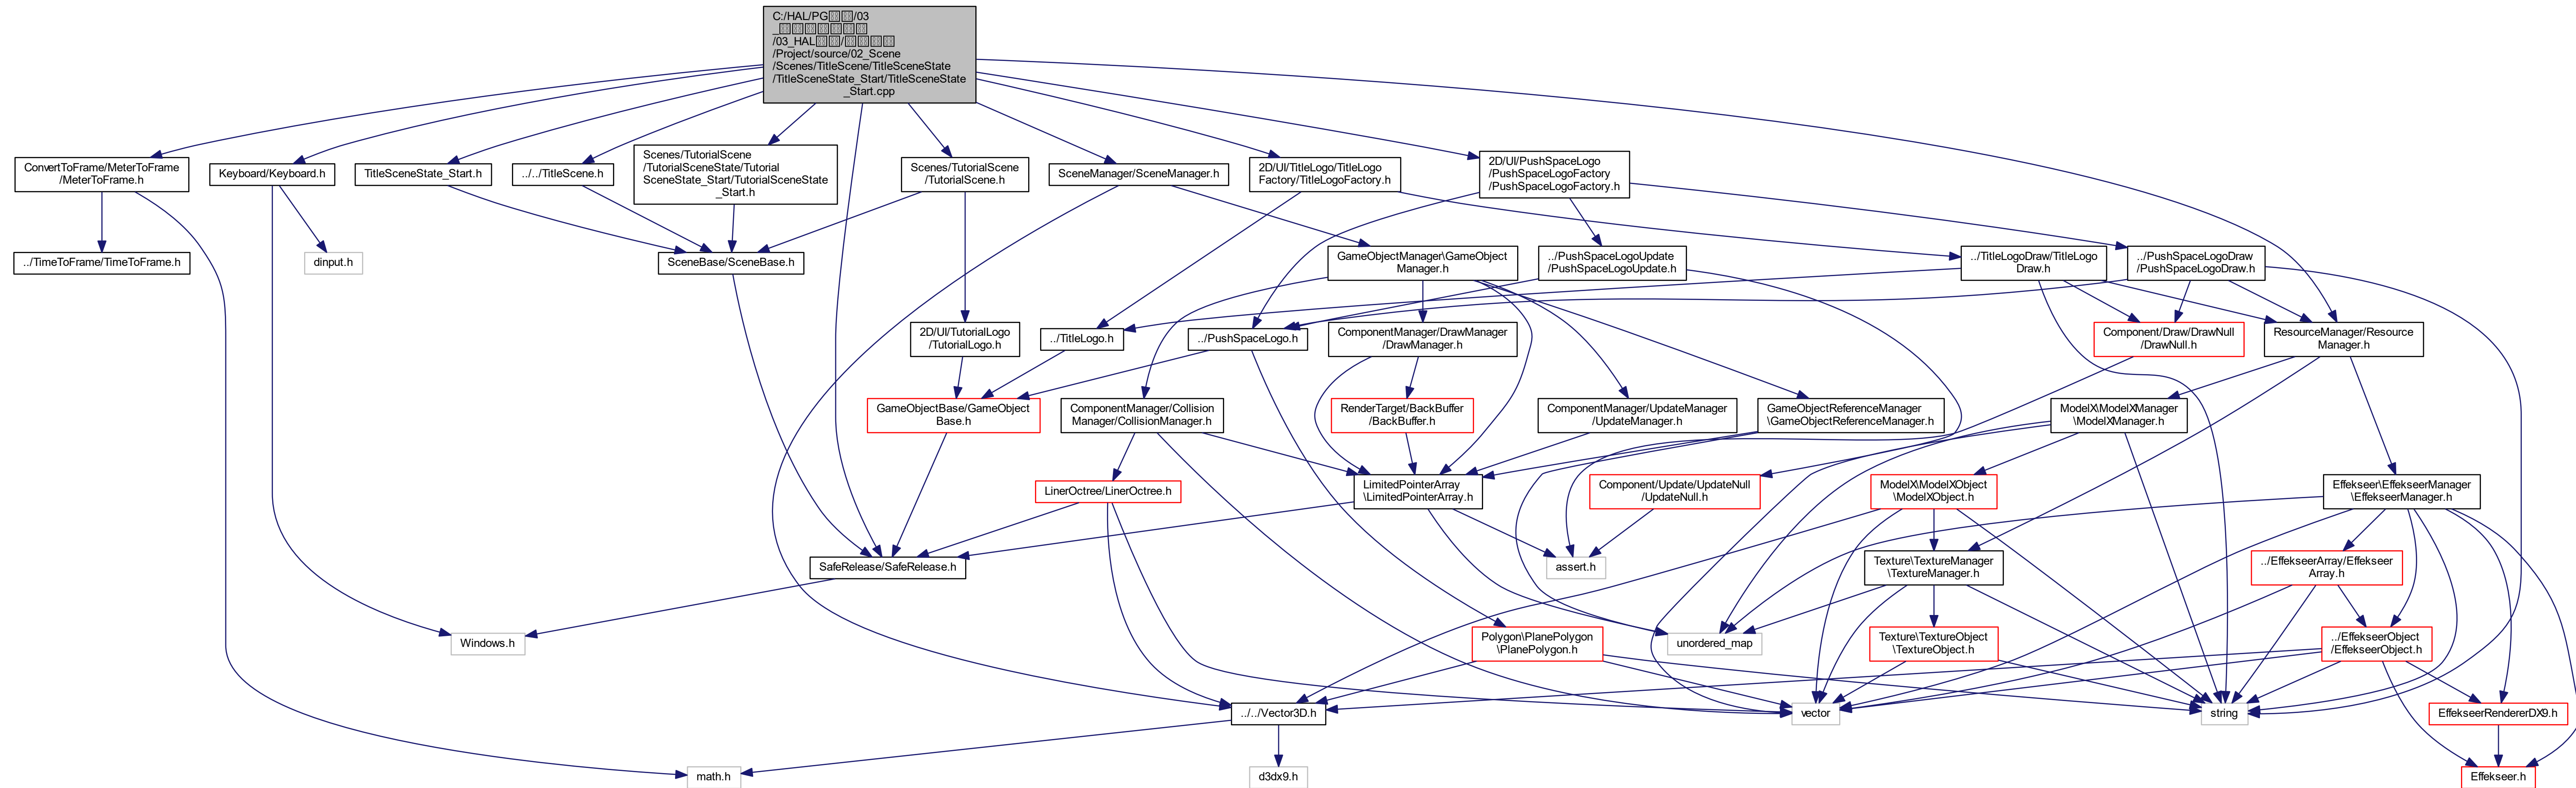 C:/HAL/PG
/03
_
/03_HAL
/
/Project/source/02_Scene
/Scenes/TitleScene/TitleSceneState
/TitleSceneState_Start/TitleSceneState
_Start.cpp
ConvertToFrame/MeterToFrame
/MeterToFrame.h
Keyboard/Keyboard.h
TitleSceneState_Start.h
../../TitleScene.h
Scenes/TutorialScene
/TutorialSceneState/Tutorial
SceneState_Start/TutorialSceneState
_Start.h
Scenes/TutorialScene
/TutorialScene.h
SceneManager/SceneManager.h
2D/UI/TitleLogo/TitleLogo
Factory/TitleLogoFactory.h
2D/UI/PushSpaceLogo
/PushSpaceLogoFactory
/PushSpaceLogoFactory.h
../TimeToFrame/TimeToFrame.h
dinput.h
SceneBase/SceneBase.h
GameObjectManager\GameObject
Manager.h
../PushSpaceLogoUpdate
/PushSpaceLogoUpdate.h
../TitleLogoDraw/TitleLogo
Draw.h
../PushSpaceLogoDraw
/PushSpaceLogoDraw.h
2D/UI/TutorialLogo
/TutorialLogo.h
../TitleLogo.h
../PushSpaceLogo.h
ComponentManager/DrawManager
/DrawManager.h
Component/Draw/DrawNull
/DrawNull.h
ResourceManager/Resource
Manager.h
GameObjectBase/GameObject
Base.h
ComponentManager/Collision
Manager/CollisionManager.h
RenderTarget/BackBuffer
/BackBuffer.h
ComponentManager/UpdateManager
/UpdateManager.h
GameObjectReferenceManager
\GameObjectReferenceManager.h
ModelX\ModelXManager
\ModelXManager.h
LinerOctree/LinerOctree.h
LimitedPointerArray
\LimitedPointerArray.h
Component/Update/UpdateNull
/UpdateNull.h
ModelX\ModelXObject
\ModelXObject.h
Effekseer\EffekseerManager
\EffekseerManager.h
SafeRelease/SafeRelease.h
assert.h
Texture\TextureManager
\TextureManager.h
../EffekseerArray/Effekseer
Array.h
Windows.h
Polygon\PlanePolygon
\PlanePolygon.h
unordered_map
Texture\TextureObject
\TextureObject.h
../EffekseerObject
/EffekseerObject.h
../../Vector3D.h
vector
string
EffekseerRendererDX9.h
math.h
d3dx9.h
Effekseer.h